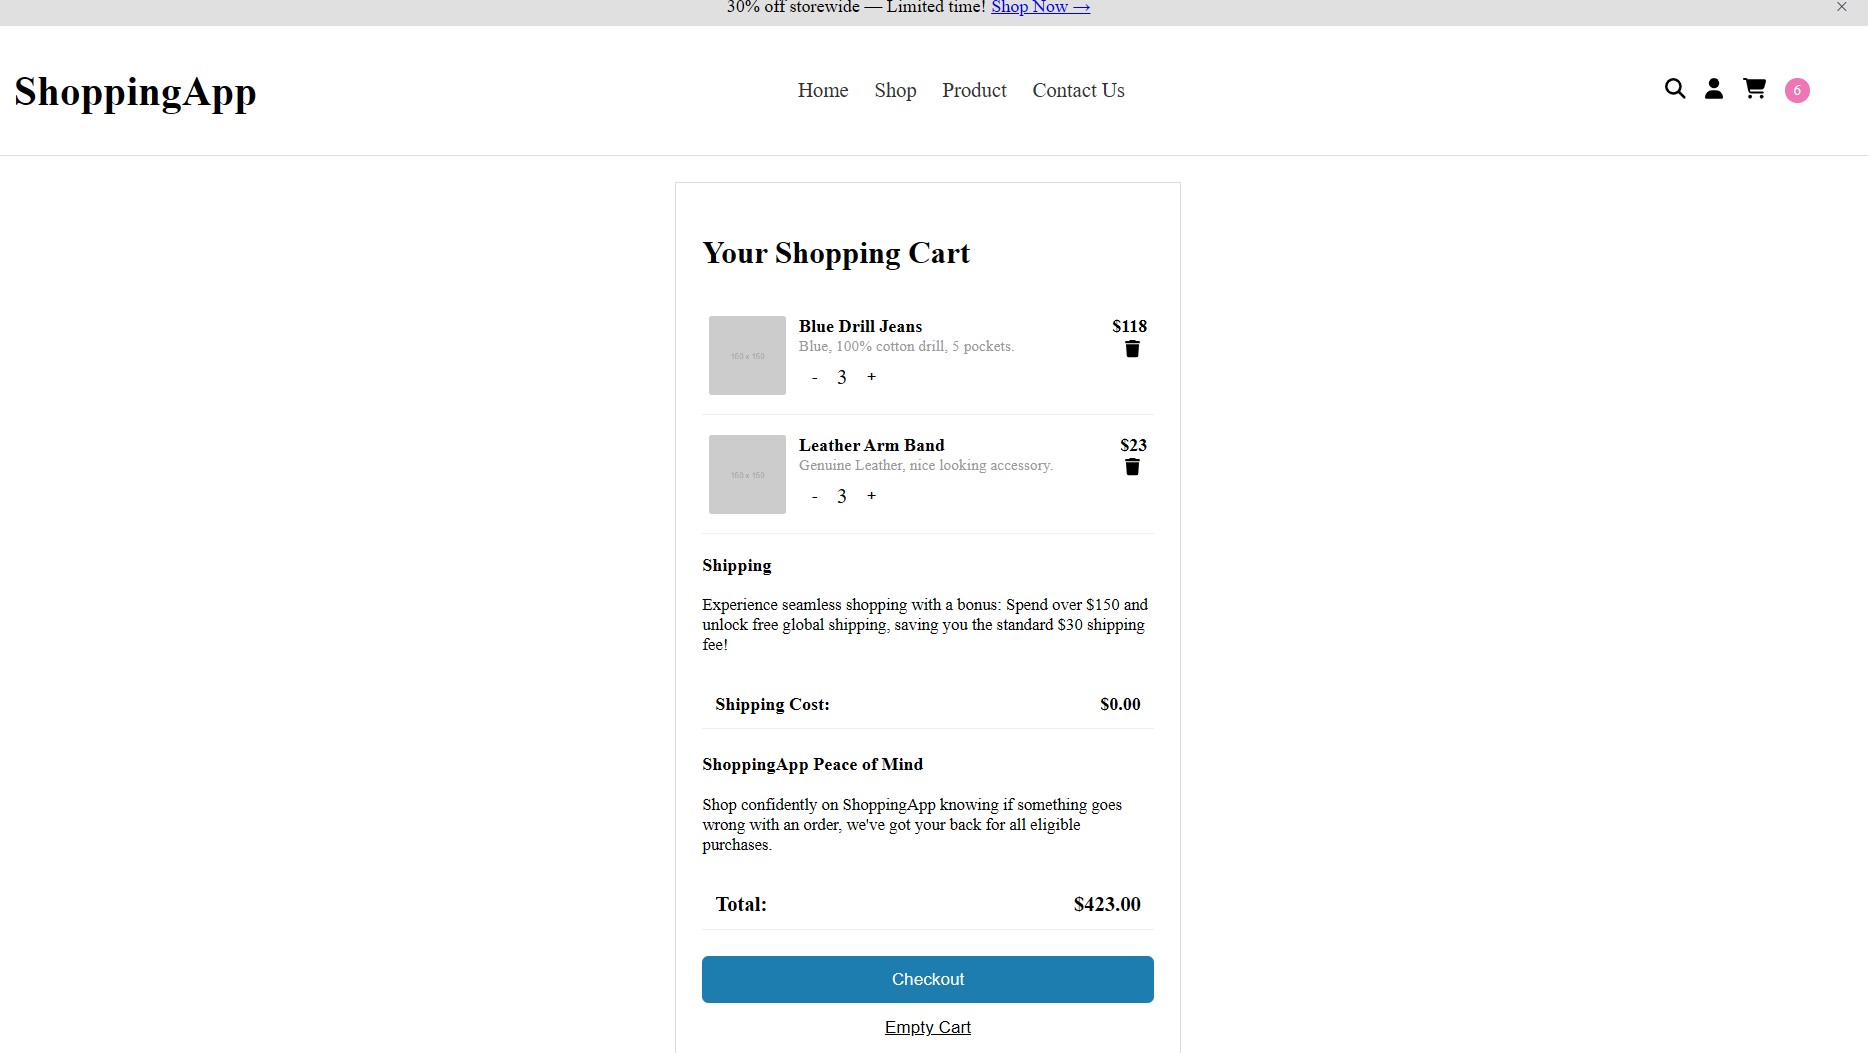 30% off storewide — Limited time! Shop Now →
ShoppingApp
Home Shop Product Contact Us
6
Your Shopping Cart
150 x 150
Blue Drill Jeans $118
Blue, 100% cotton drill, 5 pockets.
- 3 +
150 x 150
Leather Arm Band $23
Genuine Leather, nice looking accessory.
- 3 +
Shipping
Experience seamless shopping with a bonus: Spend over $150 and
unlock free global shipping, saving you the standard $30 shipping
fee!
Shipping Cost: $0.00
ShoppingApp Peace of Mind
Shop confidently on ShoppingApp knowing if something goes
wrong with an order, we've got your back for all eligible
purchases.
Total: $423.00
Checkout
Empty Cart